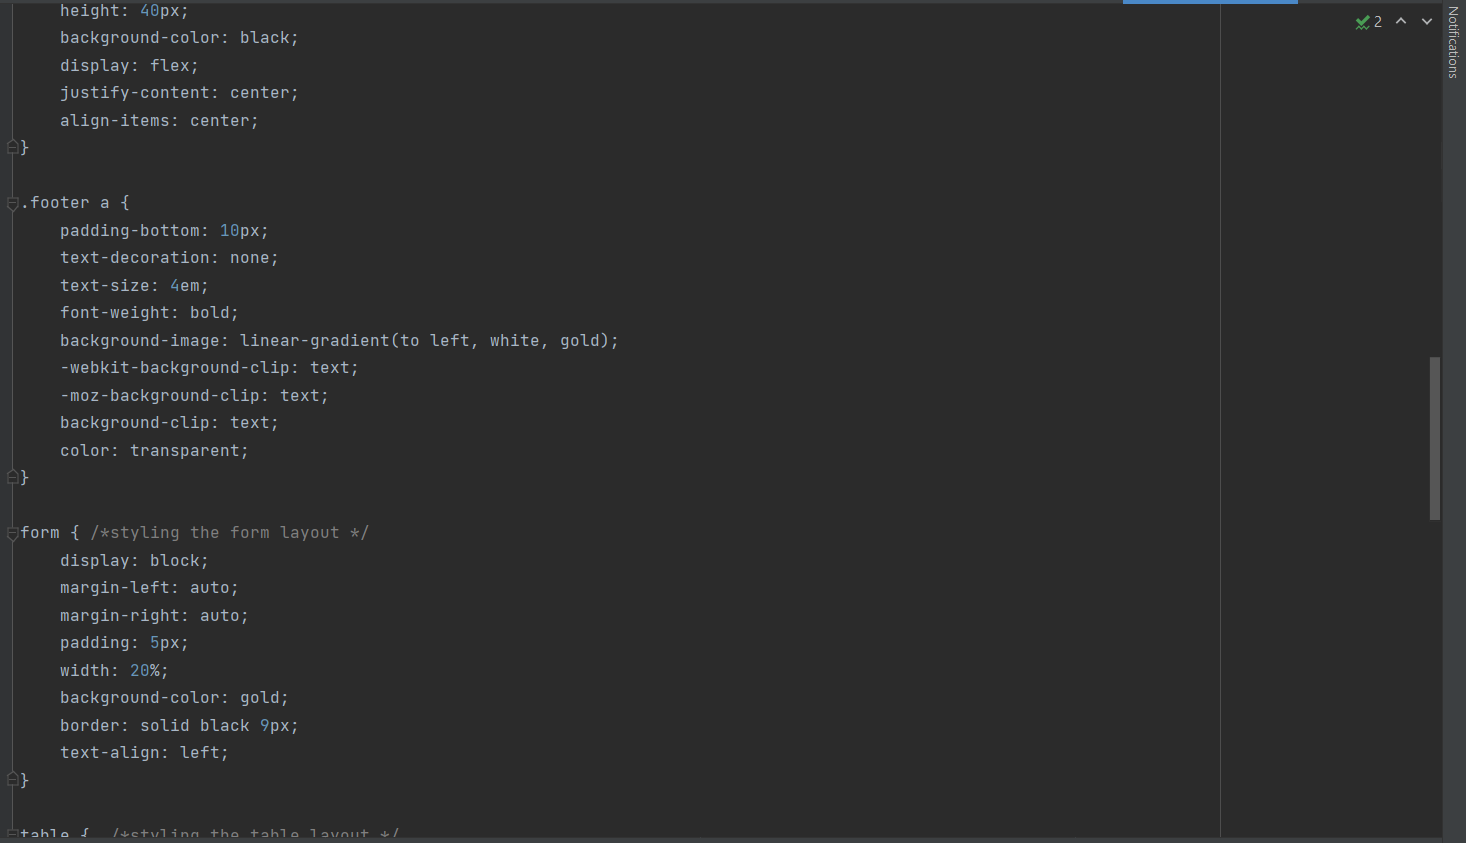 height: 40px;
background-color: black;
display: flex;
justify-content: center;
align-items: center;
}
.footer a {
padding-bottom: 10px;
text-decoration: none;
text-size: 4em;
font-weight: bold;
background-image: linear-gradient(to left, white, gold);
-webkit-background-clip: text;
-moz-background-clip: text;
background-clip: text;
color: transparent;
}
form { /*styling the form layout */
display: block;
margin-left: auto;
margin-right: auto;
padding: 5px;
width: 20%;
background-color: gold;
border: solid black 9px;
text-align: left;
}
table {  /*styling the table layout */
2
Notifications